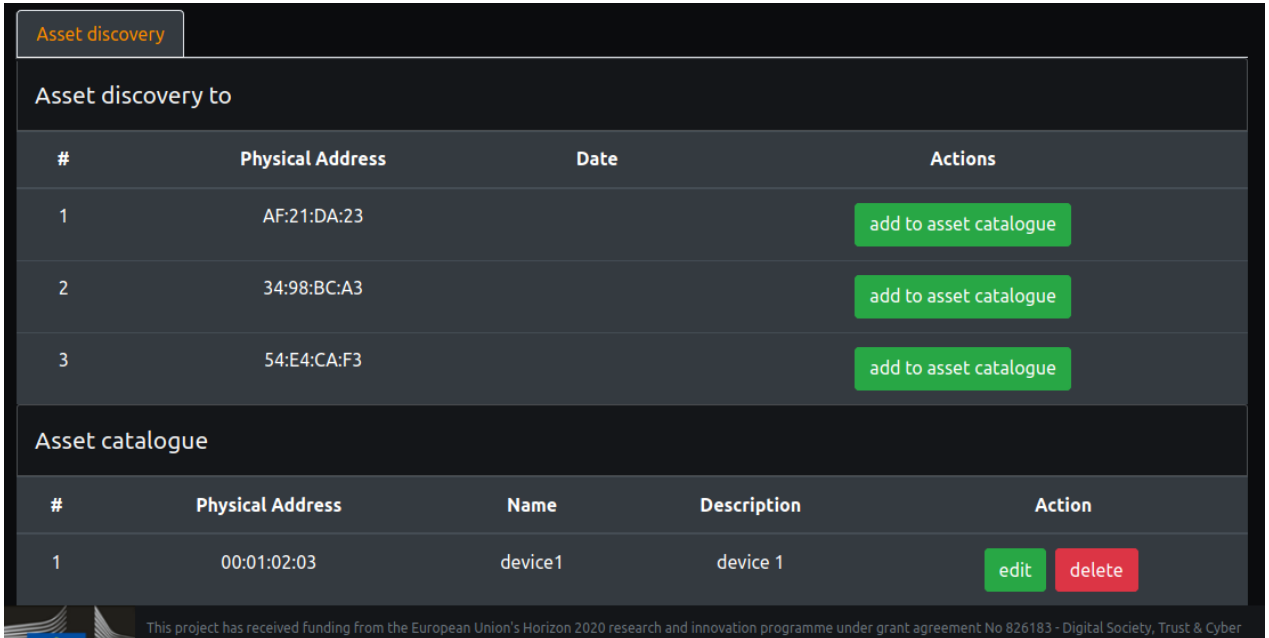 Asset discovery
Asset discovery to
# Physical Address Date Actions
1 AF:21:DA:23 add to asset catalogue
2 34:98:BC:A3 add to asset catalogue
3 54:E4:CA:F3 add to asset catalogue
Asset catalogue
# Physical Address Name Description Action
1 00:01:02:03 device1 device 1 edit delete
This project has received funding from the European Union's Horizon 2020 research and innovation programme under grant agreement No 826183 - Digital Society, Trust & Cyber